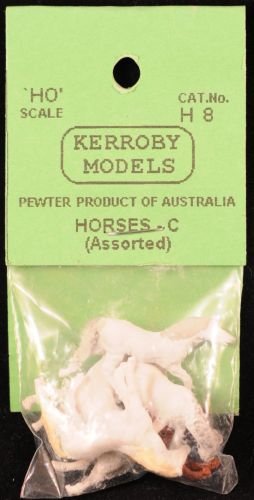 'HO'
SCALE
CAT.No.
H 8
KERROBY
MODELS
PEWTER PRODUCT OF AUSTRALIA
HORSES - C
(Assorted)